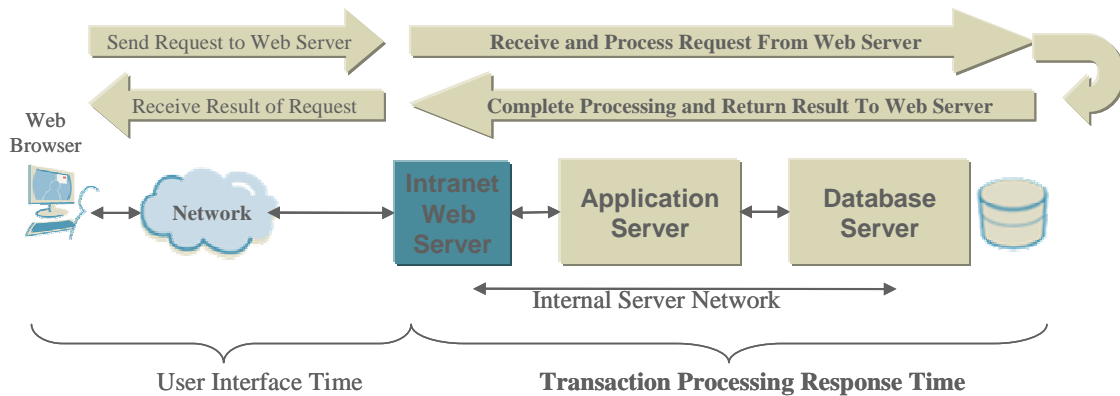 Send Request to Web Server
Receive and Process Request From Web Server
Receive Result of Request
Complete Processing and Return Result To Web Server
Web
Browser
Network
Intranet
Web
Server
Application
Server
Database
Server
Internal Server Network
User Interface Time
Transaction Processing Response Time